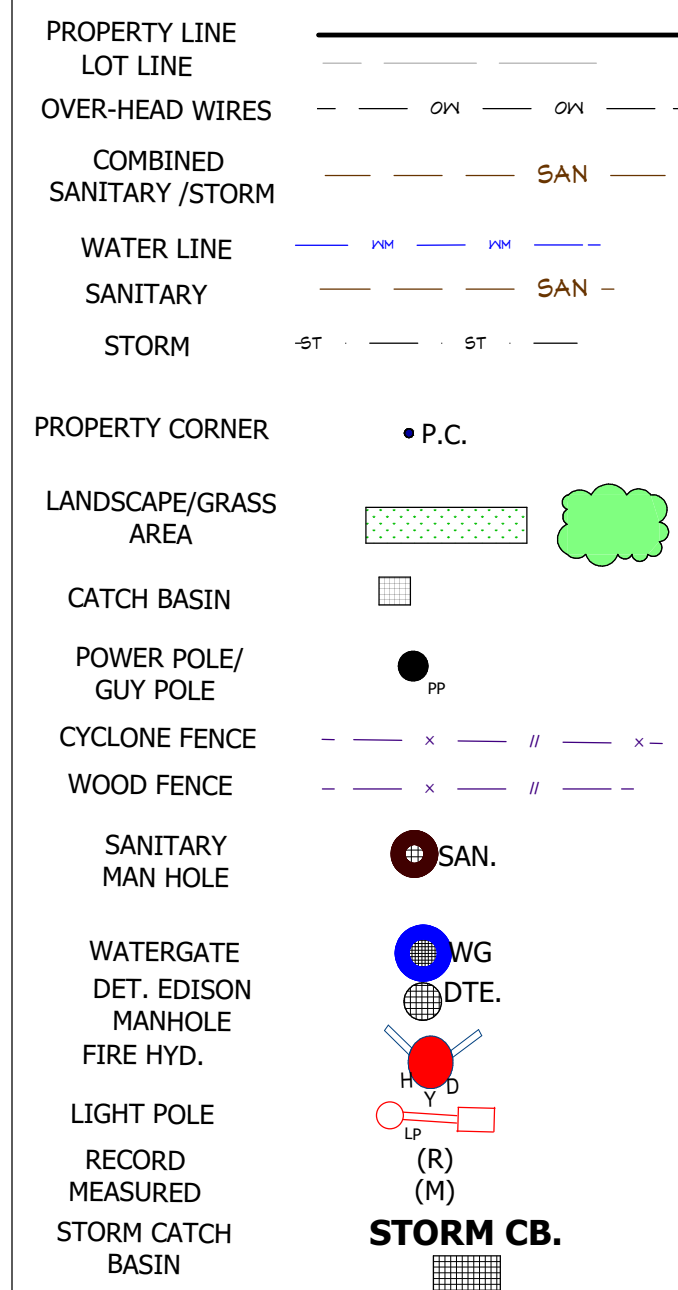 PROPERTY LINE
LOT LINE
OVER-HEAD WIRES OW OW
COMBINED
SANITARY /STORM SAN
WATER LINE WM WM
SANITARY SAN
STORM ST ST
PROPERTY CORNER P.C.
LANDSCAPE/GRASS
AREA
CATCH BASIN
POWER POLE/
GUY POLE PP
CYCLONE FENCE x // x
WOOD FENCE x //
SANITARY
MAN HOLE SAN.
WATERGATE WG
DET. EDISON
MANHOLE DTE.
FIRE HYD. H Y D
LIGHT POLE LP
RECORD (R)
MEASURED (M)
STORM CATCH
BASIN STORM CB.